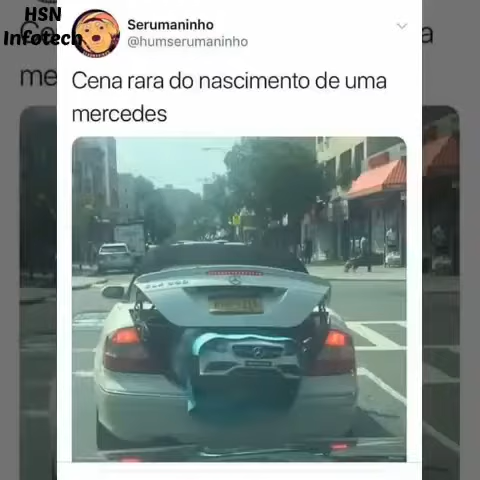 HSN
Infotech
Serumaninho
@humserumaninho
Cena rara do nascimento de uma
mercedes